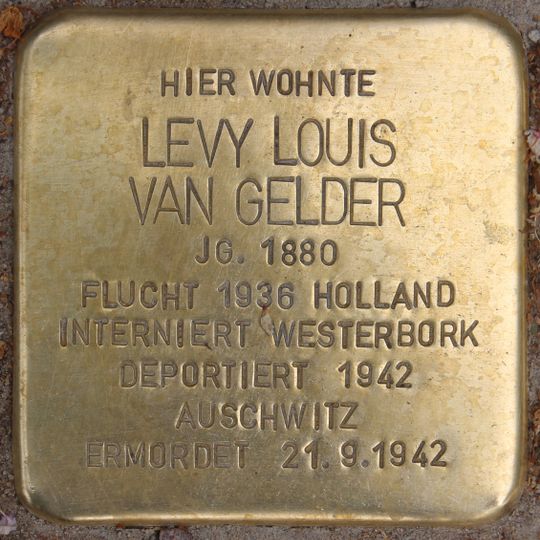 HIER WOHNTE
LEVY LOUIS
VAN GELDER
JG. 1880
FLUCHT 1936 HOLLAND
INTERNIERT WESTERBORK
DEPORTIERT 1942
AUSCHWITZ
ERMORDET 21.9.1942